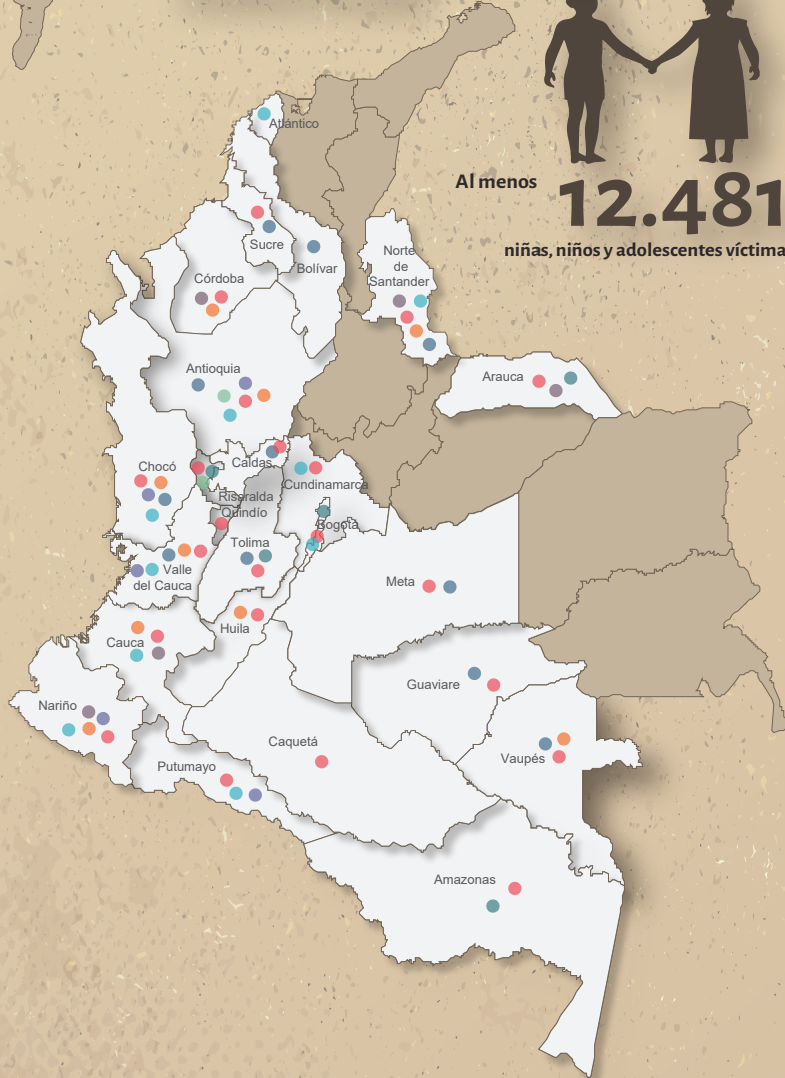 Atlántico
Al menos
12.481
niñas, niños y adolescentes víctima
Sucre
Bolívar
Norte
de
Santander
Córdoba
Antioquia
Arauca
Chocó
Caldas
Cundinamarca
Risaralda
Quindío
Bogotá
Tolima
Valle
del Cauca
Meta
Huila
Cauca
Guaviare
Nariño
Caquetá
Vaupés
Putumayo
Amazonas